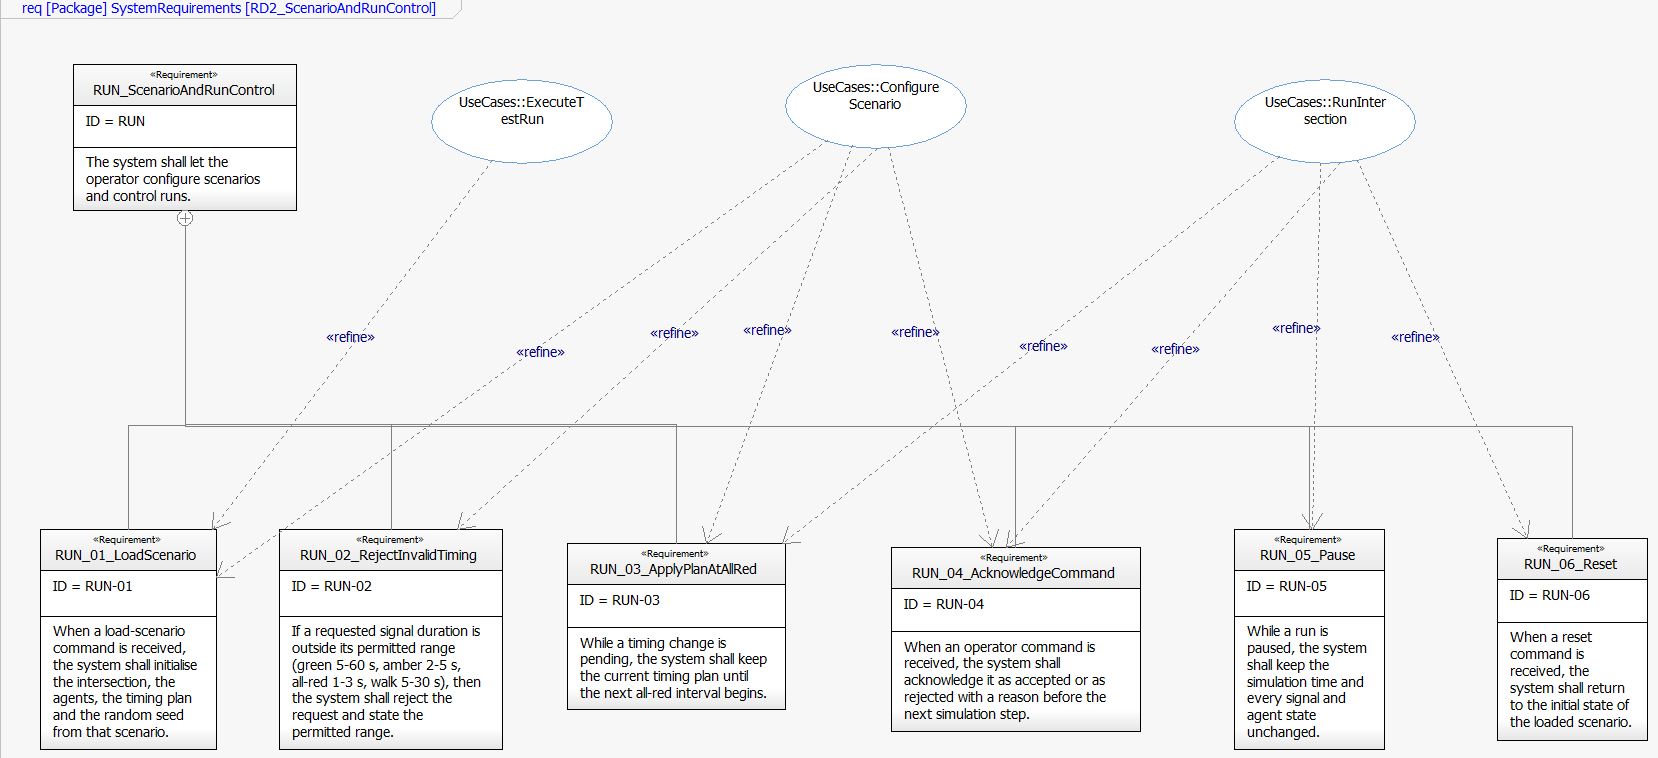 req [Package] SystemRequirements [RD2_ScenarioAndRunControl]
«Requirement»
RUN_ScenarioAndRunControl
ID = RUN
The system shall let the
operator configure scenarios
and control runs.
UseCases::ExecuteT
estRun
UseCases::Configure
Scenario
UseCases::RunInter
section
«refine»
«refine»
«refine»
«refine»
«refine»
«refine»
«refine»
«refine»
«refine»
«Requirement»
RUN_01_LoadScenario
ID = RUN-01
When a load-scenario
command is received,
the system shall initialise
the intersection, the
agents, the timing plan
and the random seed
from that scenario.
«Requirement»
RUN_02_RejectInvalidTiming
ID = RUN-02
If a requested signal duration is
outside its permitted range
(green 5-60 s, amber 2-5 s,
all-red 1-3 s, walk 5-30 s), then
the system shall reject the
request and state the
permitted range.
«Requirement»
RUN_03_ApplyPlanAtAllRed
ID = RUN-03
While a timing change is
pending, the system shall keep
the current timing plan until
the next all-red interval begins.
«Requirement»
RUN_04_AcknowledgeCommand
ID = RUN-04
When an operator command is
received, the system shall
acknowledge it as accepted or as
rejected with a reason before the
next simulation step.
«Requirement»
RUN_05_Pause
ID = RUN-05
While a run is
paused, the system
shall keep the
simulation time and
every signal and
agent state
unchanged.
«Requirement»
RUN_06_Reset
ID = RUN-06
When a reset
command is
received, the
system shall return
to the initial state of
the loaded scenario.